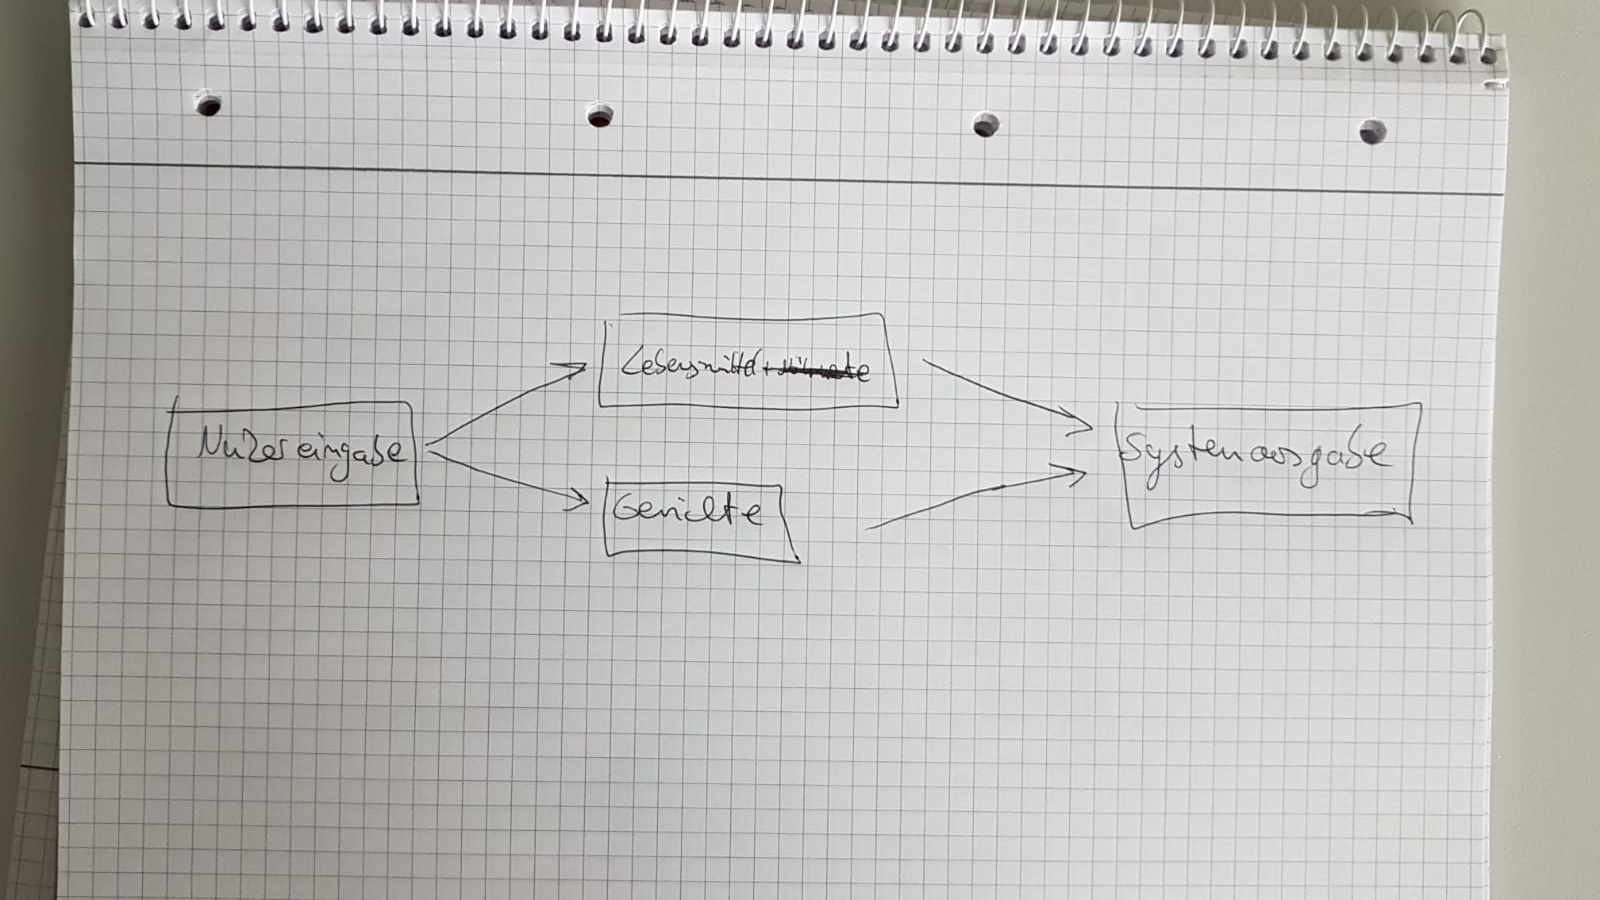 Nutzereingabe
Lebensmittel +
Gerichte
Systemausgabe